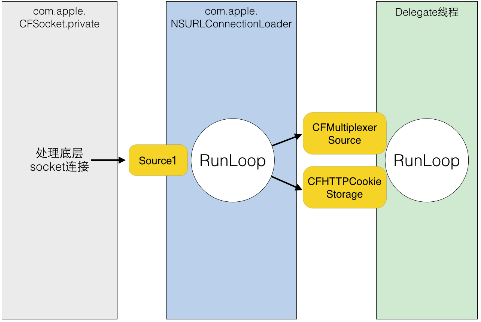 com.apple.
CFSocket.private
com.apple.
NSURLConnectionLoader
Delegate线程
处理底层
socket连接
Source1
RunLoop
CFMultiplexer
Source
CFHTTPCookie
Storage
RunLoop